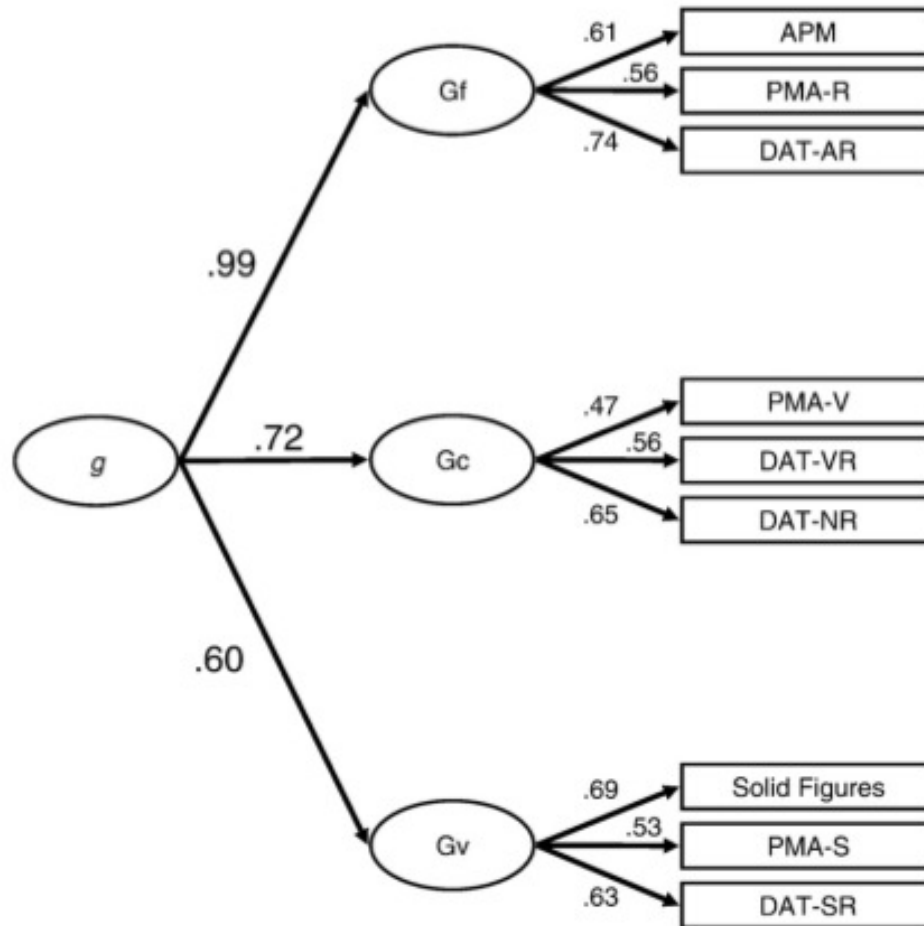 .61
APM
.56
PMA-R
Gf
.74
DAT-AR
.99
.47
PMA-V
.72
.56
DAT-VR
g
Gc
.65
DAT-NR
.60
.69
Solid Figures
.53
PMA-S
Gv
.63
DAT-SR